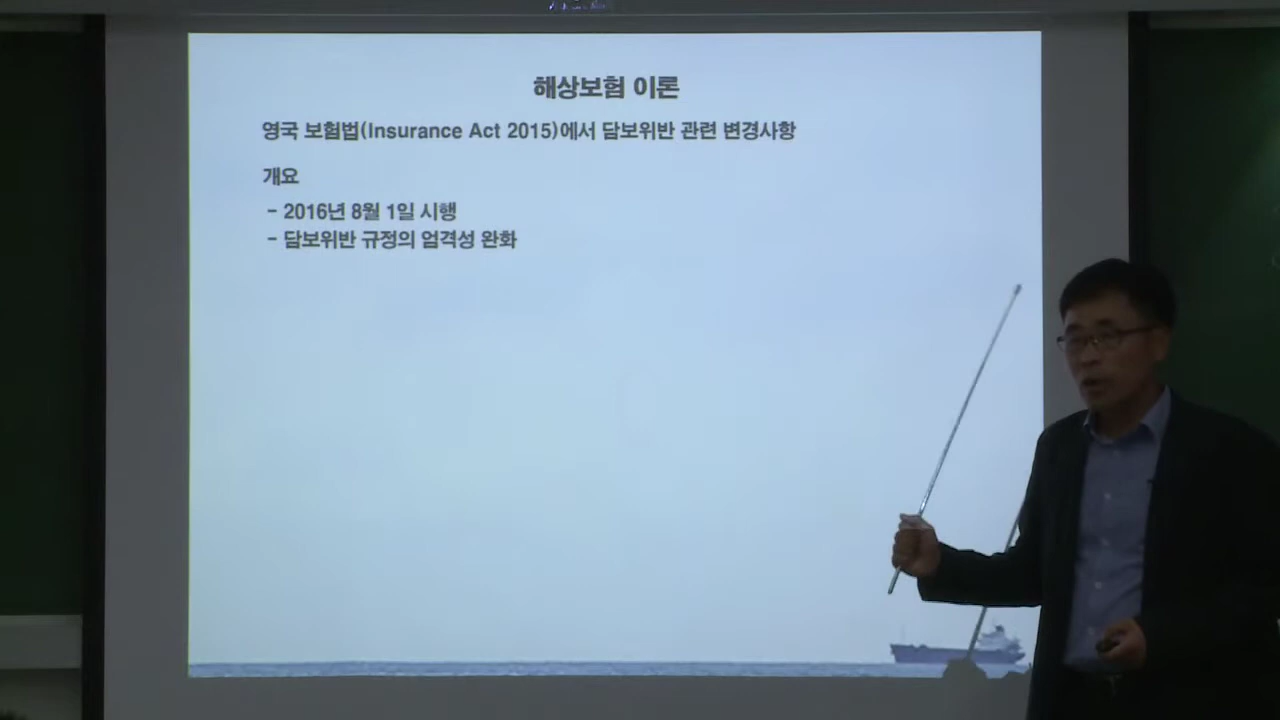 해상보험 이론
영국 보험법(Insurance Act 2015)에서 담보위반 관련 변경사항
개요
- 2016년 8월 1일 시행
- 담보위반 규정의 엄격성 완화